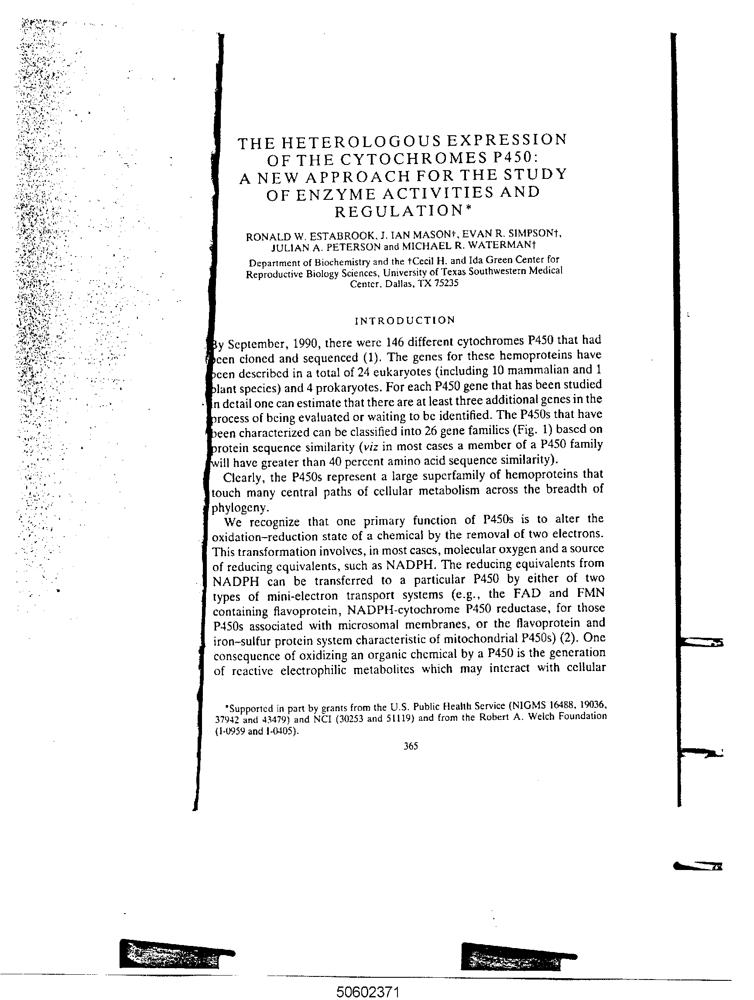 THE HETEROLOGOUS EXPRESSION
OF THE CYTOCHROMES P450:
A NEW APPROACH FOR THE STUDY
OF ENZYME ACTIVITIES AND
REGULATION*
RONALD W. ESTABROOK, J. IAN MASON†, EVAN R. SIMPSON†,
JULIAN A. PETERSON and MICHAEL R. WATERMAN†
Department of Biochemistry and the †Cecil H. and Ida Green Center for
Reproductive Biology Sciences, University of Texas Southwestern Medical
Center, Dallas, TX 75235
INTRODUCTION
By September, 1990, there were 146 different cytochromes P450 that had
been cloned and sequenced (1). The genes for these hemoproteins have
been described in a total of 24 eukaryotes (including 10 mammalian and 1
plant species) and 4 prokaryotes. For each P450 gene that has been studied
in detail one can estimate that there are at least three additional genes in the
process of being evaluated or waiting to be identified. The P450s that have
been characterized can be classified into 26 gene families (Fig. 1) based on
protein sequence similarity (viz in most cases a member of a P450 family
will have greater than 40 percent amino acid sequence similarity).
Clearly, the P450s represent a large superfamily of hemoproteins that
touch many central paths of cellular metabolism across the breadth of
phylogeny.
We recognize that one primary function of P450s is to alter the
oxidation–reduction state of a chemical by the removal of two electrons.
This transformation involves, in most cases, molecular oxygen and a source
of reducing equivalents, such as NADPH. The reducing equivalents from
NADPH can be transferred to a particular P450 by either of two
types of mini-electron transport systems (e.g., the FAD and FMN
containing flavoprotein, NADPH-cytochrome P450 reductase, for those
P450s associated with microsomal membranes, or the flavoprotein and
iron–sulfur protein system characteristic of mitochondrial P450s) (2). One
consequence of oxidizing an organic chemical by a P450 is the generation
of reactive electrophilic metabolites which may interact with cellular
*Supported in part by grants from the U.S. Public Health Service (NIGMS 16488, 19036,
37942 and 43479) and NCI (30253 and 51119) and from the Robert A. Welch Foundation
(I-0959 and I-0405).
365
50602371